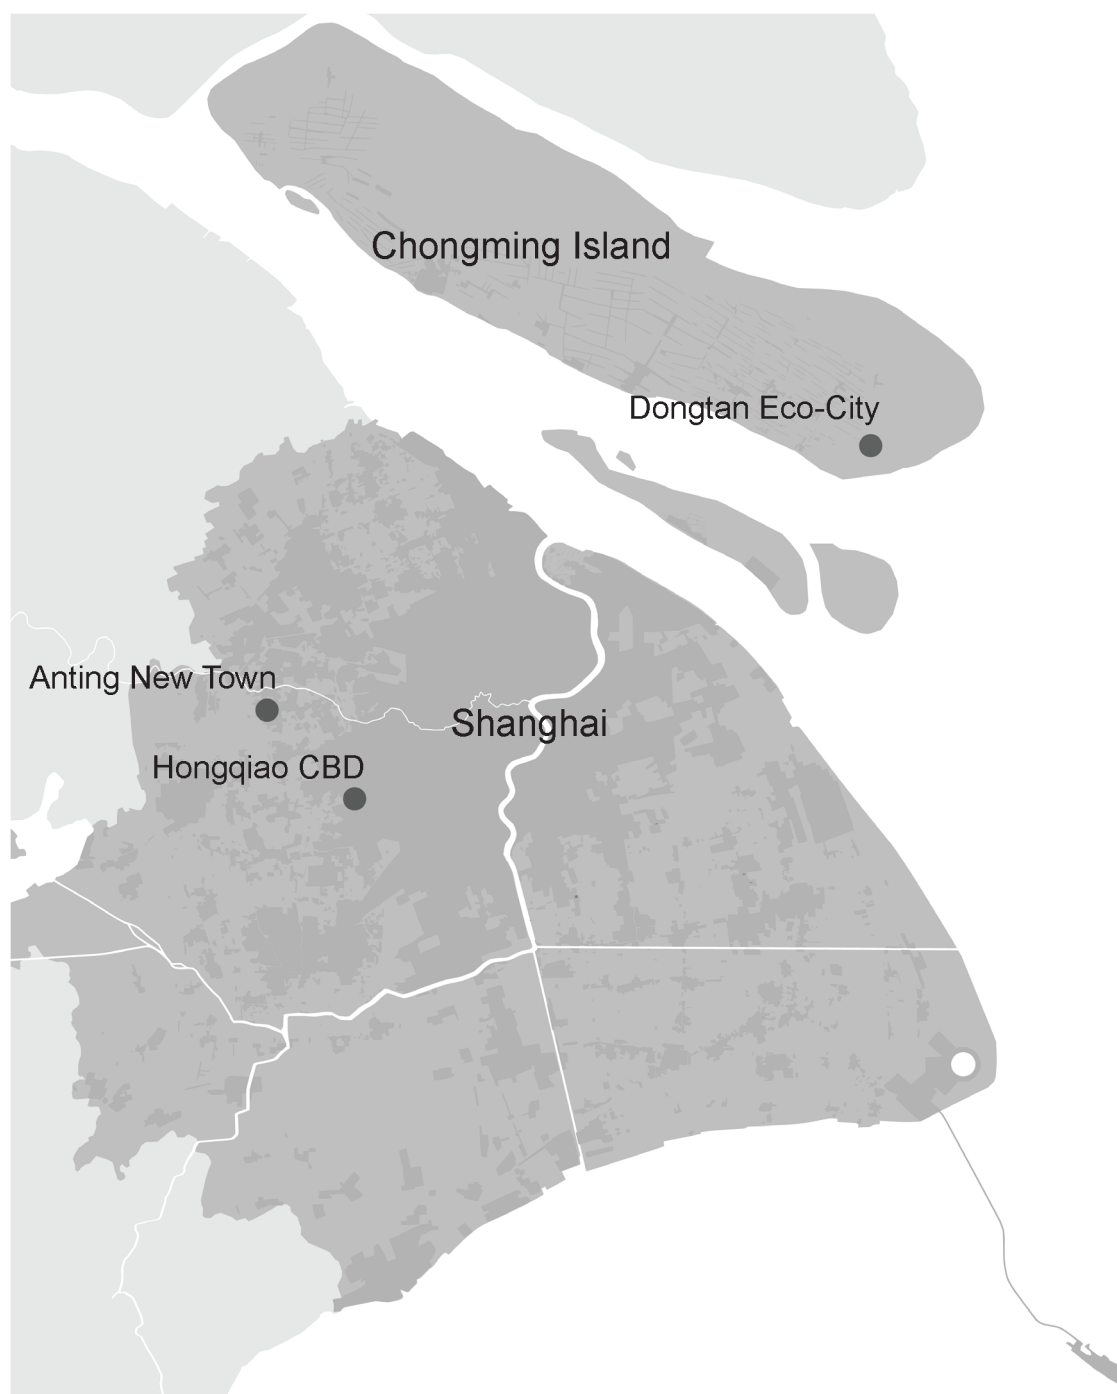 Chongming Island
Dongtan Eco-City
Anting New Town
Shanghai
Hongqiao CBD